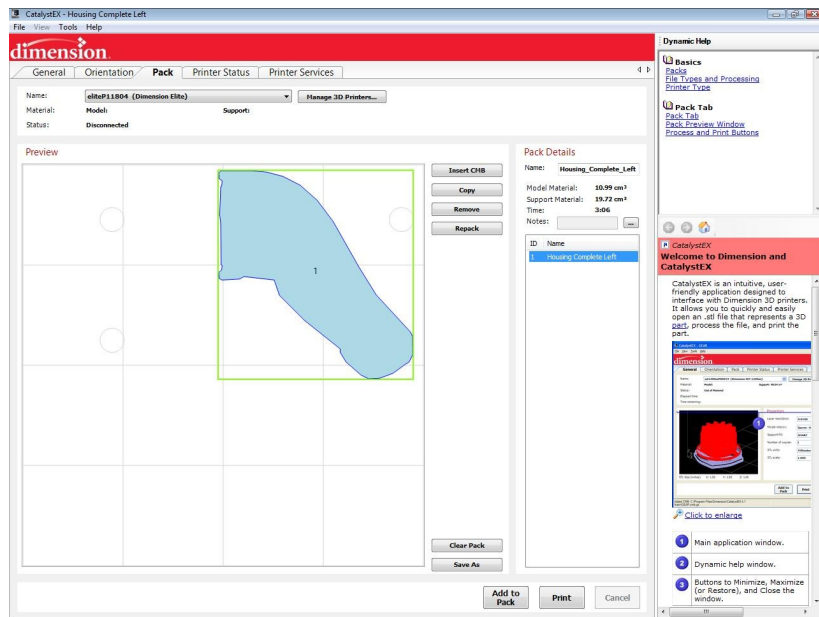 CatalystEX - Housing Complete Left
File View Tools Help
dimension
General Orientation Pack Printer Status Printer Services
Name: eliteP11804 (Dimension Elite) Manage 3D Printers...
Material: Model: Support:
Status: Disconnected
Preview
1
Insert CMB
Copy
Remove
Repack
Clear Pack
Save As
Pack Details
Name: Housing_Complete_Left
Model Material: 10.99 cm³
Support Material: 19.72 cm³
Time: 3:06
Notes: ...
ID Name
1 Housing Complete Left
Add to
Pack
Print
Cancel
Dynamic Help
Basics
Packs
File Types and Processing
Printer Type
Pack Tab
Pack Tab
Pack Preview Window
Process and Print Buttons
CatalystEX
Welcome to Dimension and
CatalystEX
CatalystEX is an intuitive, user-
friendly application designed to
interface with Dimension 3D printers.
It allows you to quickly and easily
open an .stl file that represents a 3D
part, process the file, and print the
part.
dimension
General Orientation Pack Printer Status Printer Services
1
Add to
Pack
Print
Click to enlarge
1 Main application window.
2 Dynamic help window.
3 Buttons to Minimize, Maximize
(or Restore), and Close the
window.